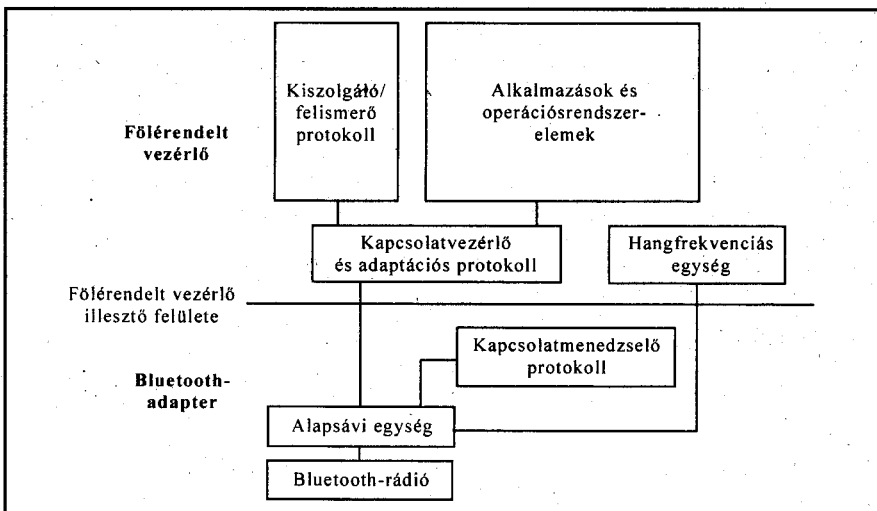 Kiszolgáló/
felismerő
protokoll
Alkalmazások és
operációsrendszer-
elemek
Fölérendelt
vezérlő
Kapcsolatvezérlő
és adaptációs protokoll
Hangfrekvenciás
egység
Fölérendelt vezérlő
illesztő felülete
Kapcsolatmenedzselő
protokoll
Bluetooth-
adapter
Alapsávi egység
Bluetooth-rádió